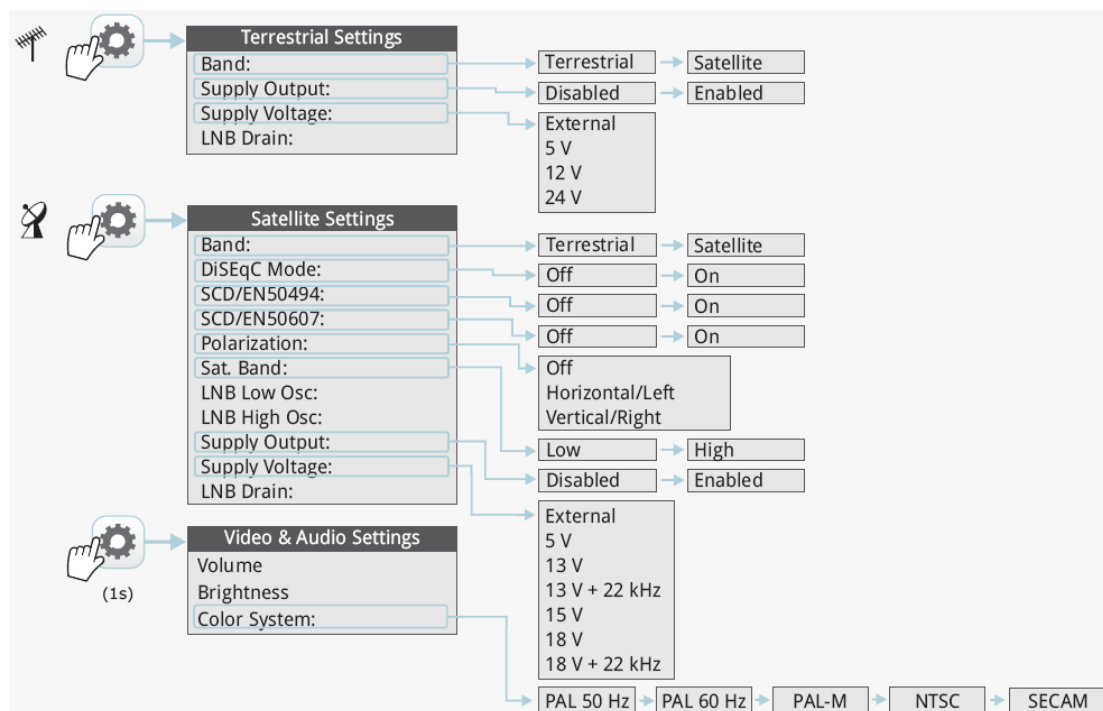 Terrestrial Settings
Band:
Supply Output:
Supply Voltage:
LNB Drain:
Terrestrial
Satellite
Disabled
Enabled
External
5 V
12 V
24 V
Satellite Settings
Band:
DiSEqC Mode:
SCD/EN50494:
SCD/EN50607:
Polarization:
Sat. Band:
LNB Low Osc:
LNB High Osc:
Supply Output:
Supply Voltage:
LNB Drain:
Terrestrial
Satellite
Off
On
Off
On
Off
On
Off
Horizontal/Left
Vertical/Right
Low
High
Disabled
Enabled
External
5 V
13 V
13 V + 22 kHz
15 V
18 V
18 V + 22 kHz
(1s)
Video & Audio Settings
Volume
Brightness
Color System:
PAL 50 Hz
PAL 60 Hz
PAL-M
NTSC
SECAM